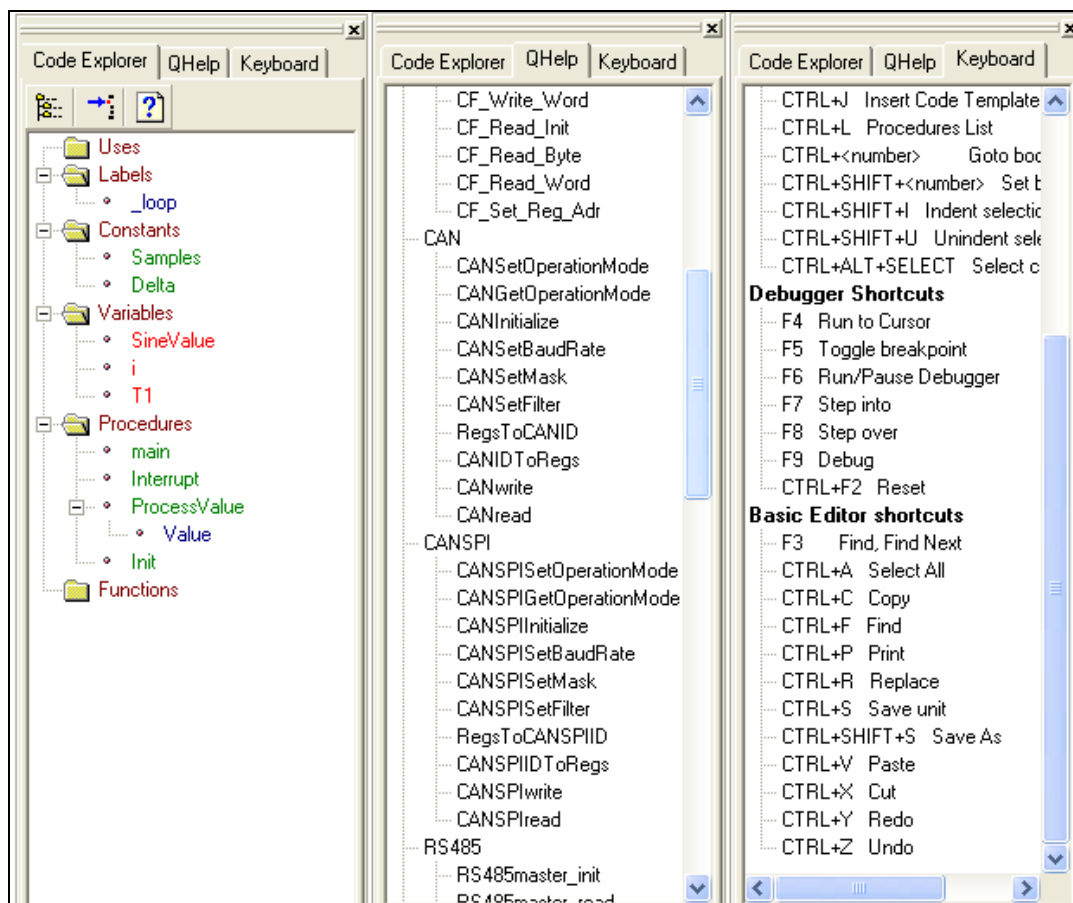 Code Explorer QHelp Keyboard
Uses
Labels
_loop
Constants
Samples
Delta
Variables
SineValue
i
T1
Procedures
main
Interrupt
ProcessValue
Value
Init
Functions
Code Explorer QHelp Keyboard
CF_Write_Word
CF_Read_Init
CF_Read_Byte
CF_Read_Word
CF_Set_Reg_Adr
CAN
CANSetOperationMode
CANGetOperationMode
CANInitialize
CANSetBaudRate
CANSetMask
CANSetFilter
RegsToCANID
CANIDToRegs
CANwrite
CANread
CANSPI
CANSPISetOperationMode
CANSPIGetOperationMode
CANSPIInitialize
CANSPISetBaudRate
CANSPISetMask
CANSPISetFilter
RegsToCANSPIID
CANSPIIDToRegs
CANSPIwrite
CANSPIread
RS485
RS485master_init
RS485master_read
Code Explorer QHelp Keyboard
CTRL+J Insert Code Template
CTRL+L Procedures List
CTRL+<number> Goto boo
CTRL+SHIFT+<number> Set b
CTRL+SHIFT+I Indent selectio
CTRL+SHIFT+U Unindent sele
CTRL+ALT+SELECT Select c
Debugger Shortcuts
F4 Run to Cursor
F5 Toggle breakpoint
F6 Run/Pause Debugger
F7 Step into
F8 Step over
F9 Debug
CTRL+F2 Reset
Basic Editor shortcuts
F3 Find, Find Next
CTRL+A Select All
CTRL+C Copy
CTRL+F Find
CTRL+P Print
CTRL+R Replace
CTRL+S Save unit
CTRL+SHIFT+S Save As
CTRL+V Paste
CTRL+X Cut
CTRL+Y Redo
CTRL+Z Undo